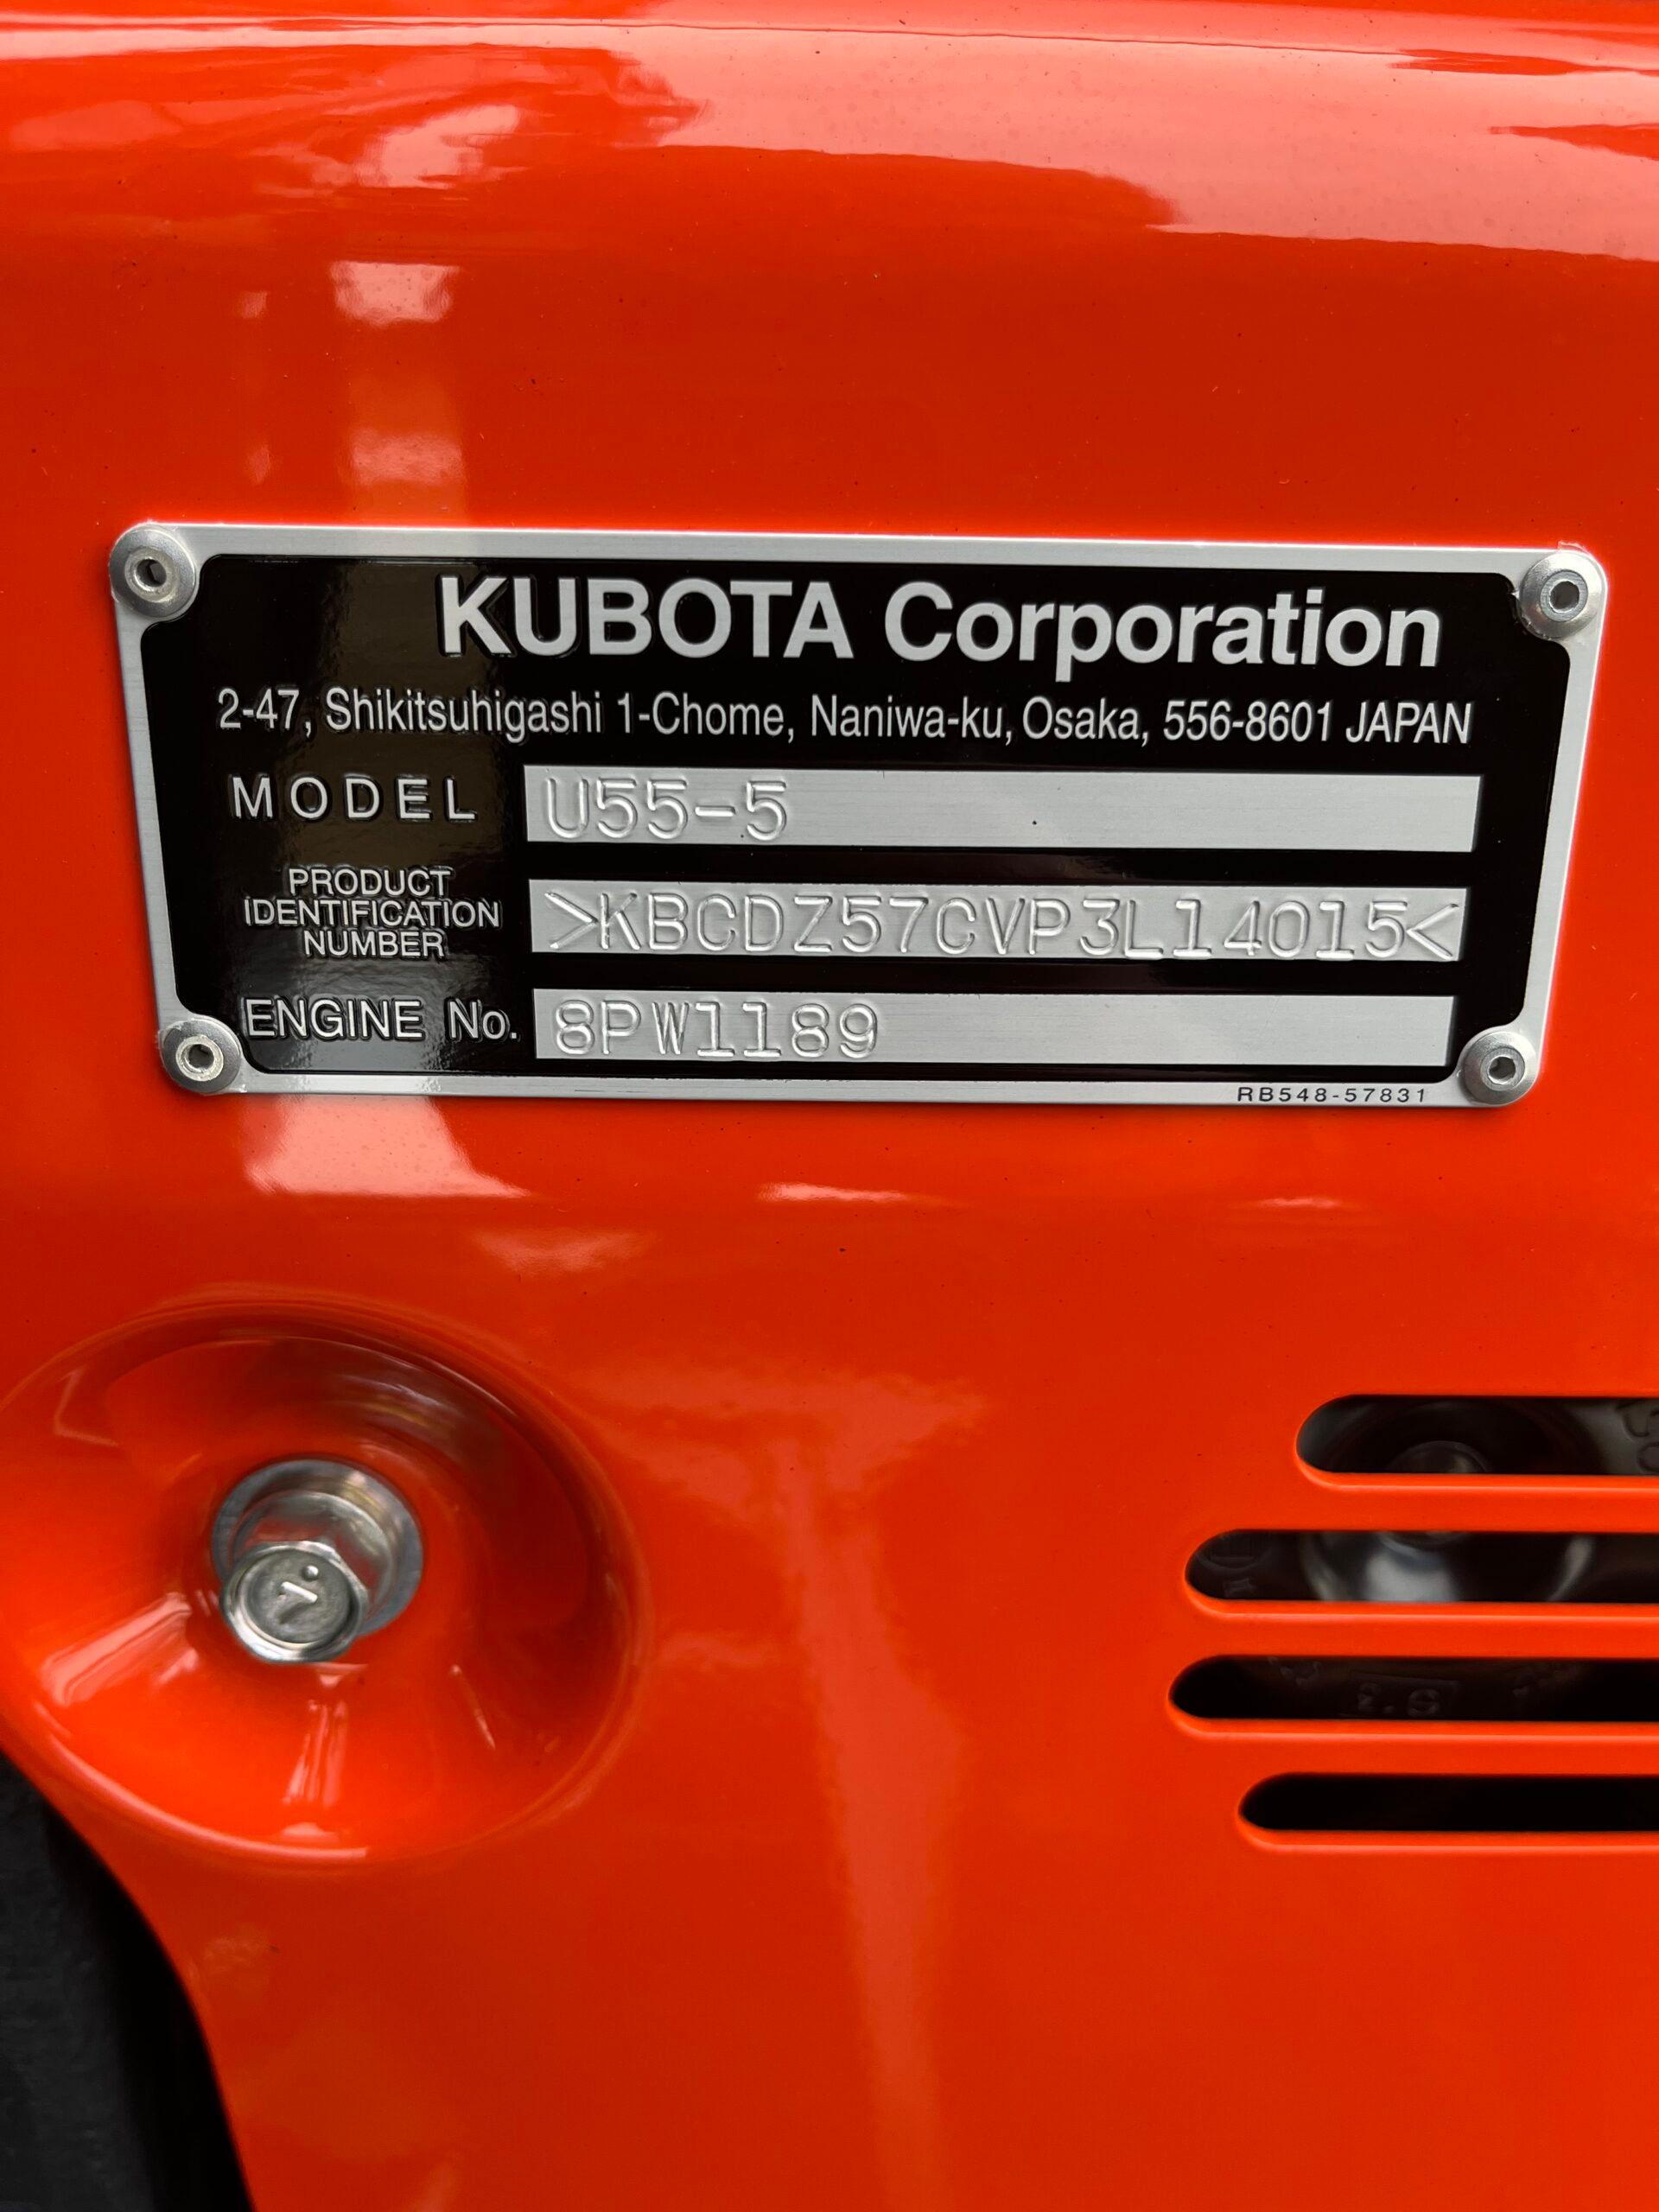 KUBOTA Corporation
2-47, Shikitsuhigashi 1-Chome, Naniwa-ku, Osaka, 556-8601 JAPAN
MODEL U55-5
PRODUCT
IDENTIFICATION
NUMBER
>KBCDZ57CVP3L14015<
ENGINE No. 8PW1189
RB548-57831
7